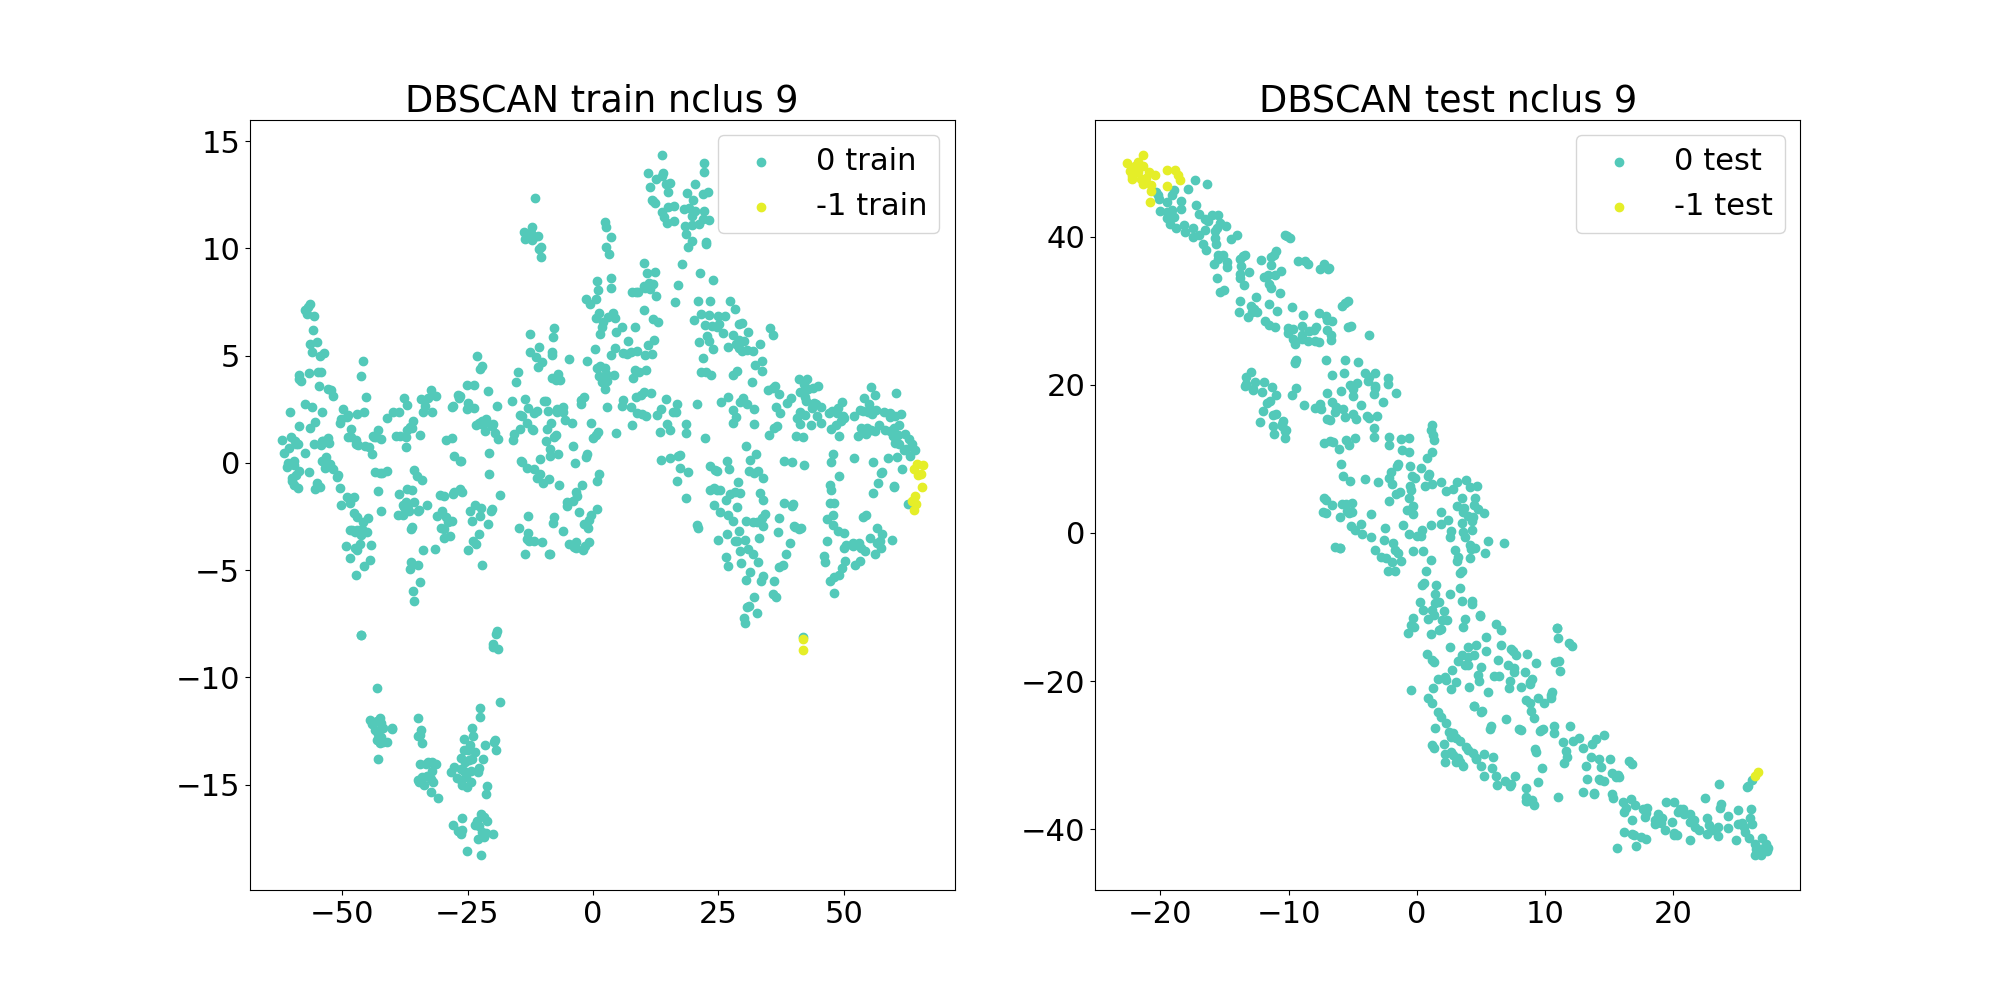 DBSCAN train nclus 9
0 train
-1 train
15
10
5
0
−5
−10
−15
−50 −25 0 25 50
DBSCAN test nclus 9
0 test
-1 test
40
20
0
−20
−40
−20 −10 0 10 20